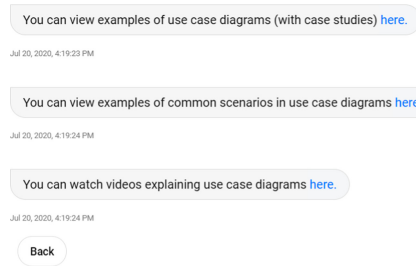 You can view examples of use case diagrams (with case studies) here.
Jul 20, 2020, 4:19:23 PM
You can view examples of common scenarios in use case diagrams here
Jul 20, 2020, 4:19:24 PM
You can watch videos explaining use case diagrams here.
Jul 20, 2020, 4:19:24 PM
Back